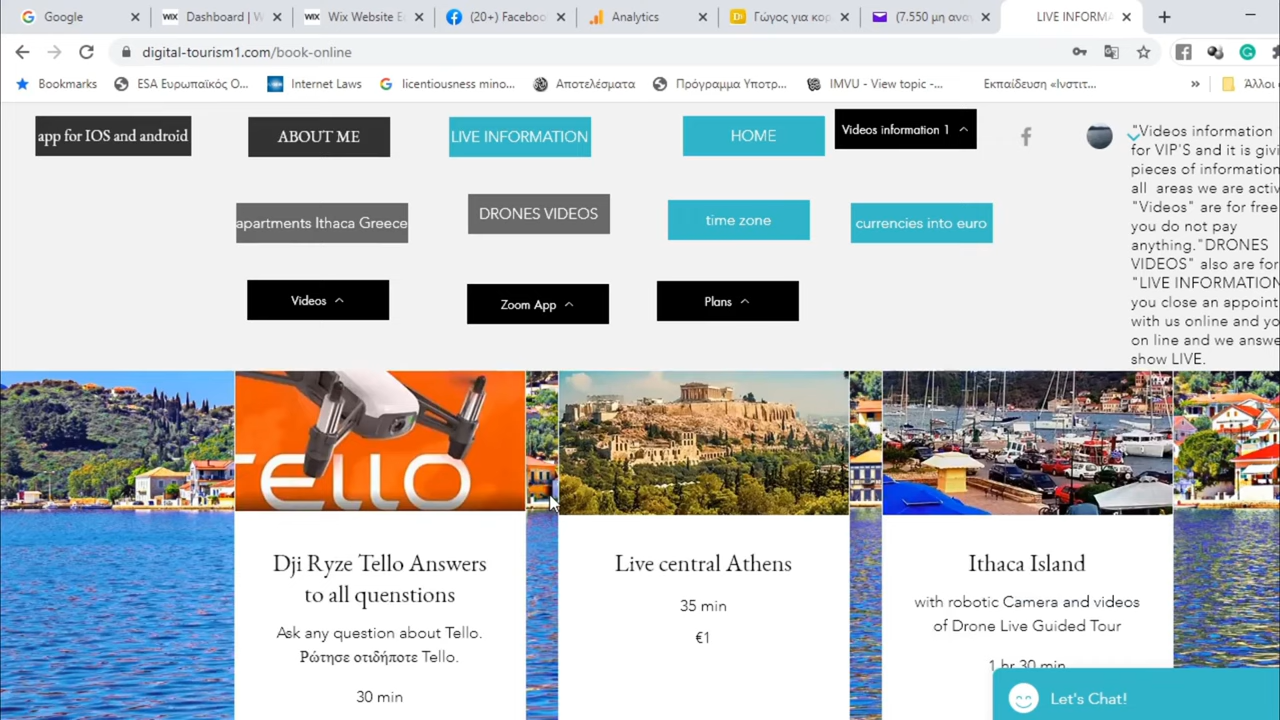 Google
Dashboard | W
Wix Website E
(20+) Faceboo
Analytics
Γώγος για κορ
(7.550 μη ανα
LIVE INFORMA
digital-tourism1.com/book-online
Bookmarks
ESA Ευρωπαϊκός Ο...
Internet Laws
licentiousness mino...
Αποτελέσματα
Πρόγραμμα Υποτρ...
IMVU - View topic -...
Εκπαίδευση «Ινστιτ...
»
Άλλοι
app for IOS and android
ABOUT ME
LIVE INFORMATION
HOME
Videos information 1
apartments Ithaca Greece
DRONES VIDEOS
time zone
currencies into euro
Videos
Zoom App
Plans
"Videos information
for VIP'S and it is givi
pieces of information
all areas we are activ
"Videos" are for free
you do not pay
anything."DRONES
VIDEOS" also are for
"LIVE INFORMATION
you close an appoint
with us online and yo
on line and we answe
show LIVE.
TELLO
Dji Ryze Tello Answers
to all quenstions
Ask any question about Tello.
Ρώτησε οτιδήποτε Tello.
30 min
Live central Athens
35 min
€1
Ithaca Island
with robotic Camera and videos
of Drone Live Guided Tour
1 hr 30 min
Let's Chat!